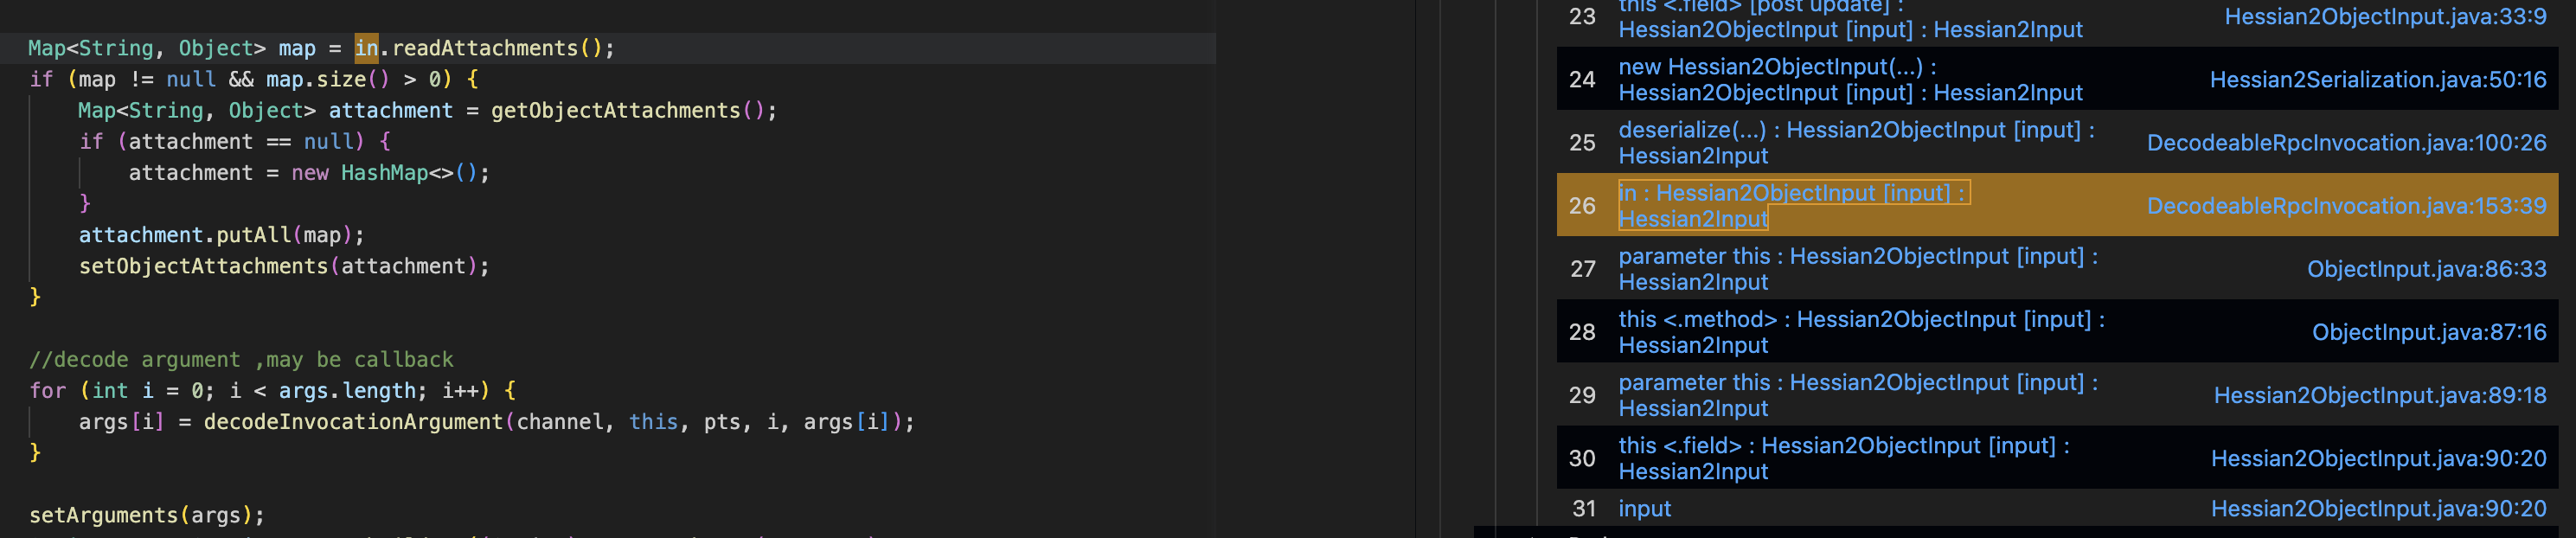 Map<String, Object> map = in.readAttachments();
if (map != null && map.size() > 0) {
Map<String, Object> attachment = getObjectAttachments();
if (attachment == null) {
attachment = new HashMap<>();
}
attachment.putAll(map);
setObjectAttachments(attachment);
}
//decode argument ,may be callback
for (int i = 0; i < args.length; i++) {
args[i] = decodeInvocationArgument(channel, this, pts, i, args[i]);
}
setArguments(args);
this <.field> [post update] :
23 Hessian2ObjectInput.java:33:9
Hessian2ObjectInput [input] : Hessian2Input
new Hessian2ObjectInput(...) :
24 Hessian2Serialization.java:50:16
Hessian2ObjectInput [input] : Hessian2Input
deserialize(...) : Hessian2ObjectInput [input] :
25 DecodeableRpcInvocation.java:100:26
Hessian2Input
in : Hessian2ObjectInput [input] :
26 DecodeableRpcInvocation.java:153:39
Hessian2Input
parameter this : Hessian2ObjectInput [input] :
27 ObjectInput.java:86:33
Hessian2Input
this <.method> : Hessian2ObjectInput [input] :
28 ObjectInput.java:87:16
Hessian2Input
parameter this : Hessian2ObjectInput [input] :
29 Hessian2ObjectInput.java:89:18
Hessian2Input
this <.field> : Hessian2ObjectInput [input] :
30 Hessian2ObjectInput.java:90:20
Hessian2Input
31 input Hessian2ObjectInput.java:90:20